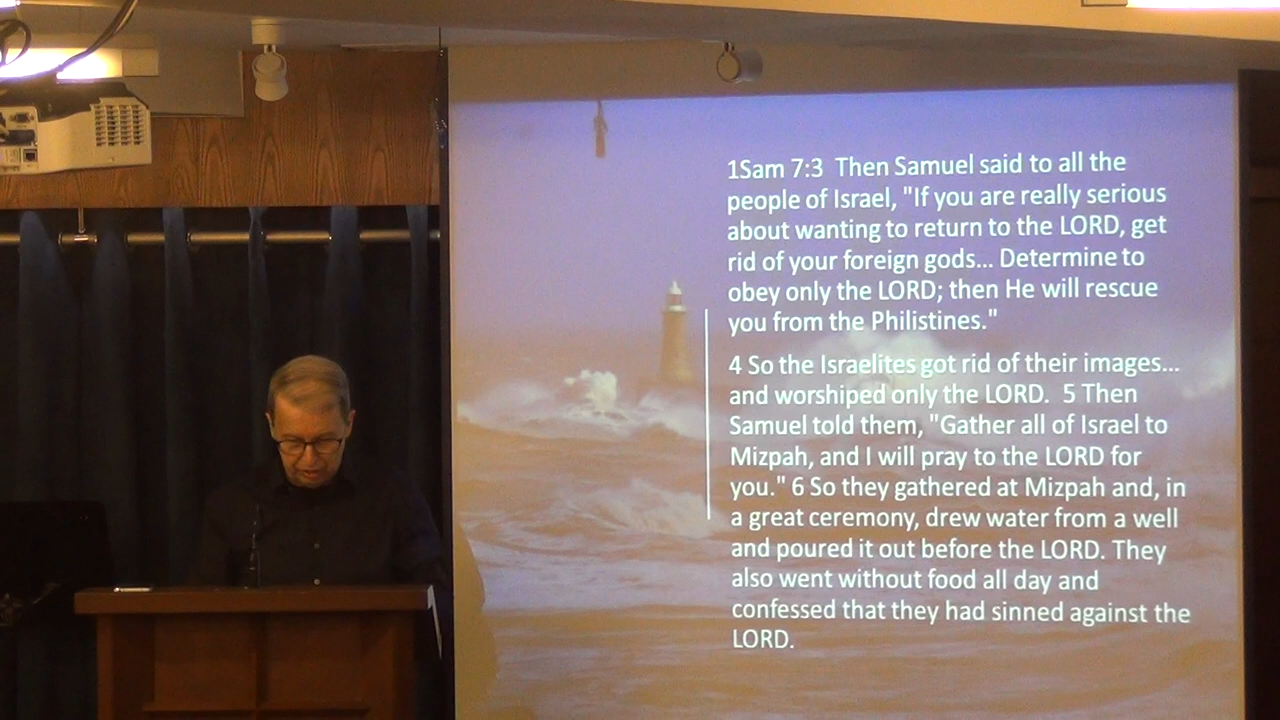 1Sam 7:3  Then Samuel said to all the
people of Israel, "If you are really serious
about wanting to return to the LORD, get
rid of your foreign gods... Determine to
obey only the LORD; then He will rescue
you from the Philistines."
4 So the Israelites got rid of their images...
and worshiped only the LORD.  5 Then
Samuel told them, "Gather all of Israel to
Mizpah, and I will pray to the LORD for
you." 6 So they gathered at Mizpah and, in
a great ceremony, drew water from a well
and poured it out before the LORD. They
also went without food all day and
confessed that they had sinned against the
LORD.